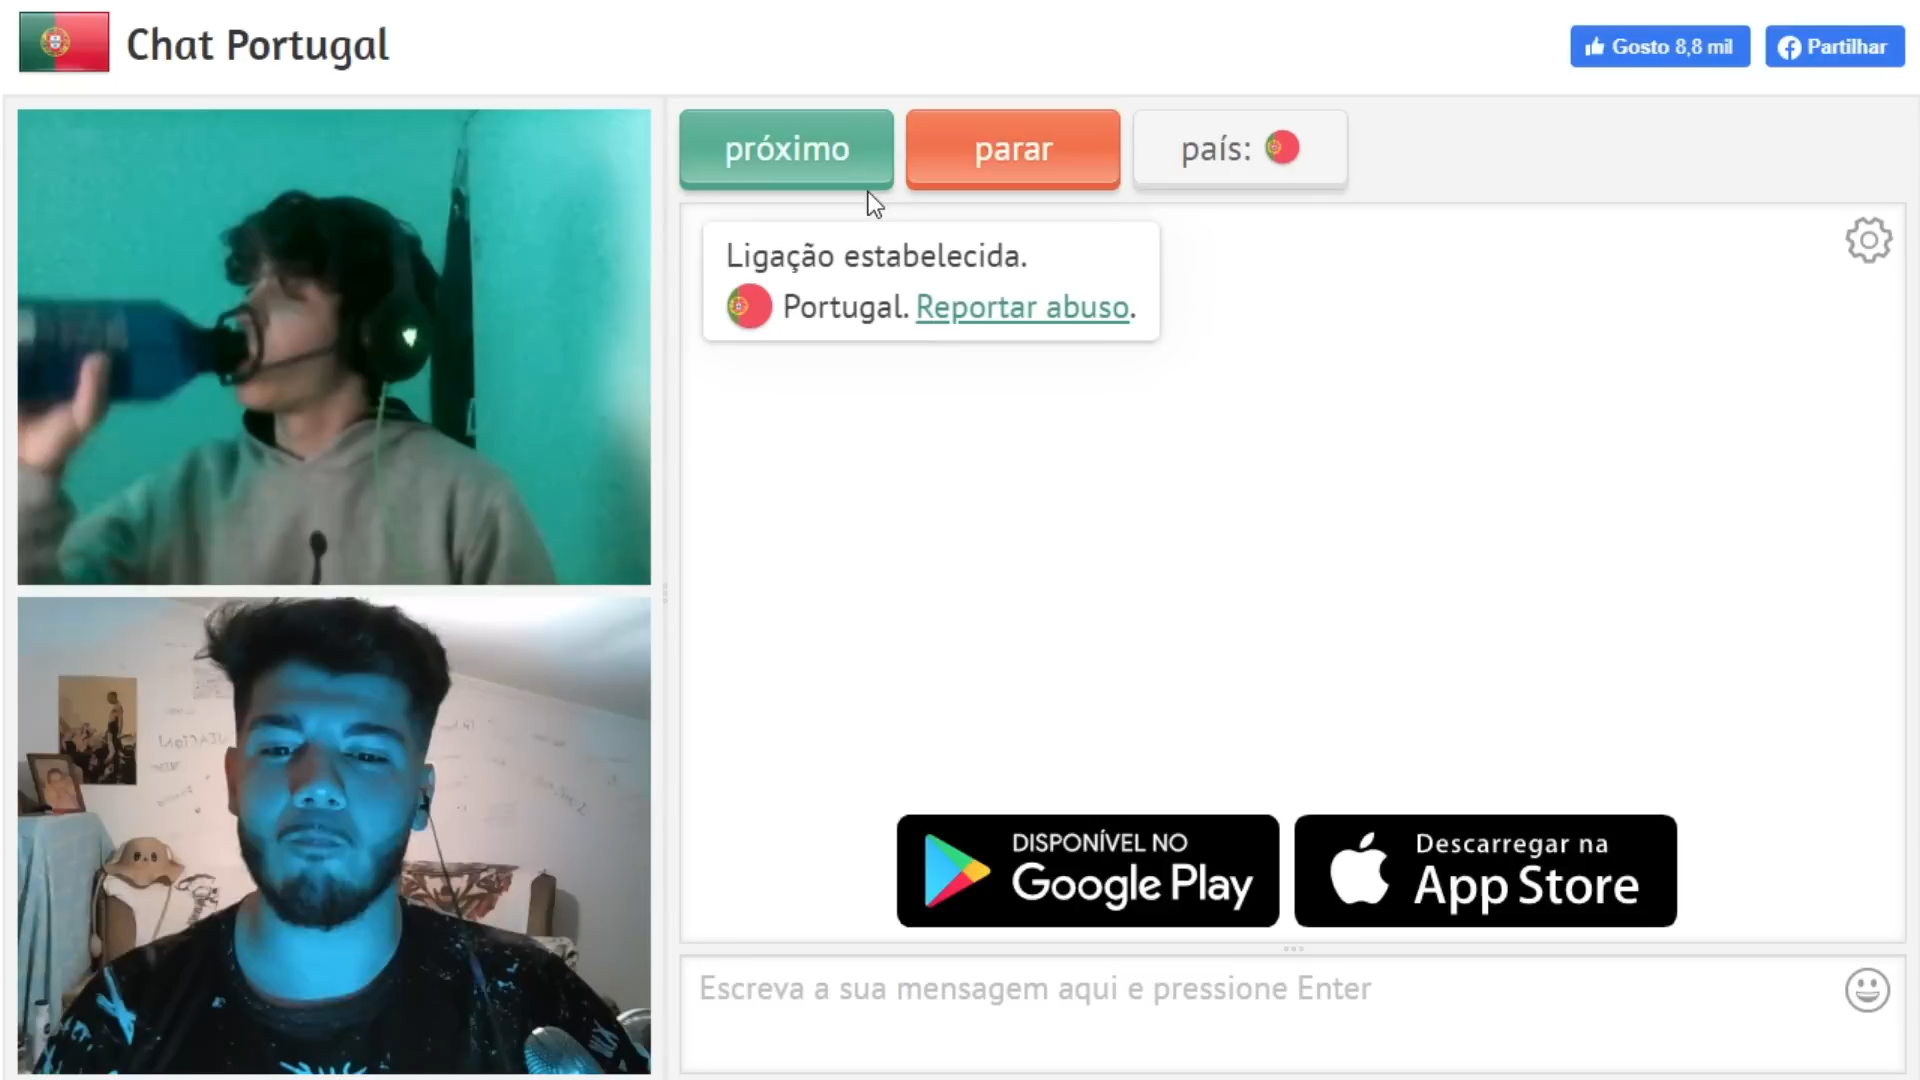 Chat Portugal
Gosto 8,8 mil
Partilhar
próximo
parar
país:
Ligação estabelecida.
Portugal. Reportar abuso.
DISPONÍVEL NO
Google Play
Descarregar na
App Store
Escreva a sua mensagem aqui e pressione Enter